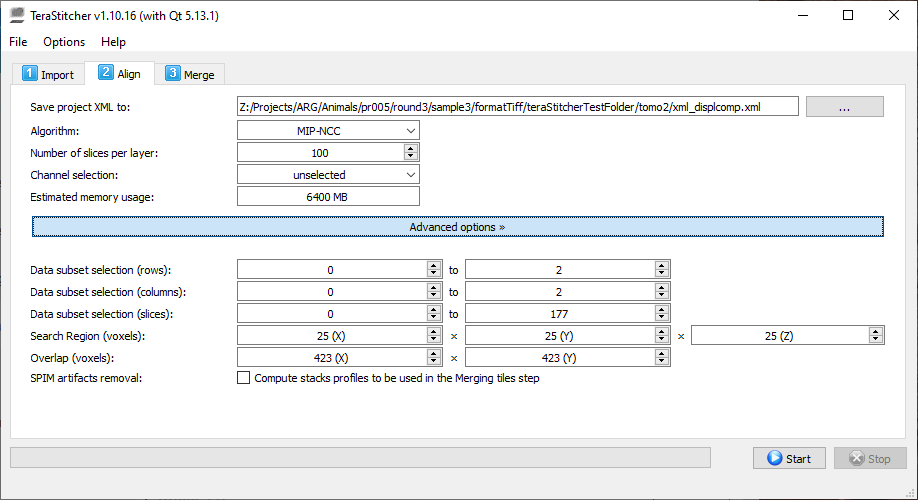 TeraStitcher v1.10.16 (with Qt 5.13.1)
File Options Help
1 Import 2 Align 3 Merge
Save project XML to: Z:/Projects/ARG/Animals/pr005/round3/sample3/formatTiff/teraStitcherTestFolder/tomo2/xml_displcomp.xml ...
Algorithm: MIP-NCC
Number of slices per layer: 100
Channel selection: unselected
Estimated memory usage: 6400 MB
Advanced options »
Data subset selection (rows): 0 to 2
Data subset selection (columns): 0 to 2
Data subset selection (slices): 0 to 177
Search Region (voxels): 25 (X) × 25 (Y) × 25 (Z)
Overlap (voxels): 423 (X) × 423 (Y)
SPIM artifacts removal: Compute stacks profiles to be used in the Merging tiles step
Start Stop